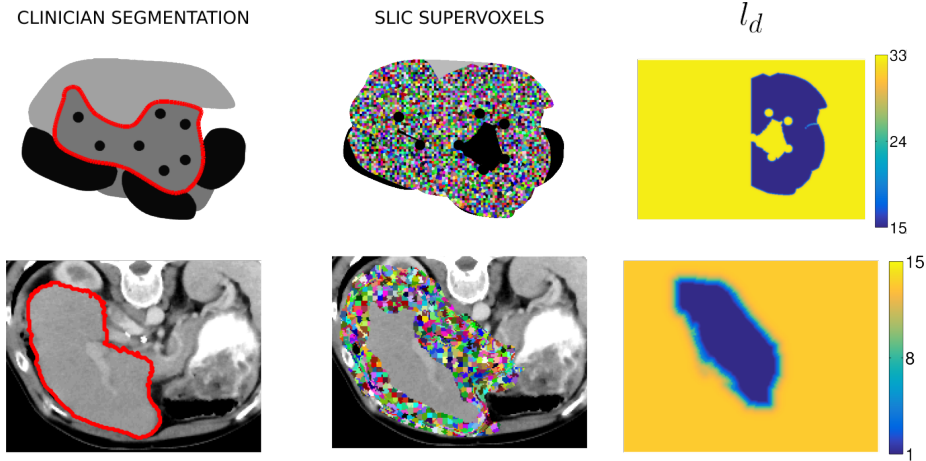 CLINICIAN SEGMENTATION
SLIC SUPERVOXELS
l_d
33
24
15
15
8
1